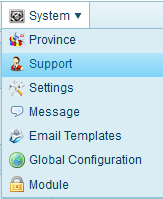 System
Province
Support
Settings
Message
Email Templates
Global Configuration
Module